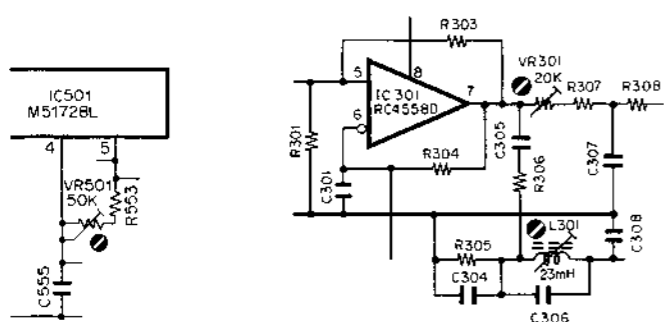 IC501
M51728L
4
5
VR501
50K
R553
C555
R303
8
5
IC301
RC4558D
7
6
R301
C301
R304
C305
R306
VR301
20K
R307
R308
C307
C308
L301
23mH
R305
C304
C306